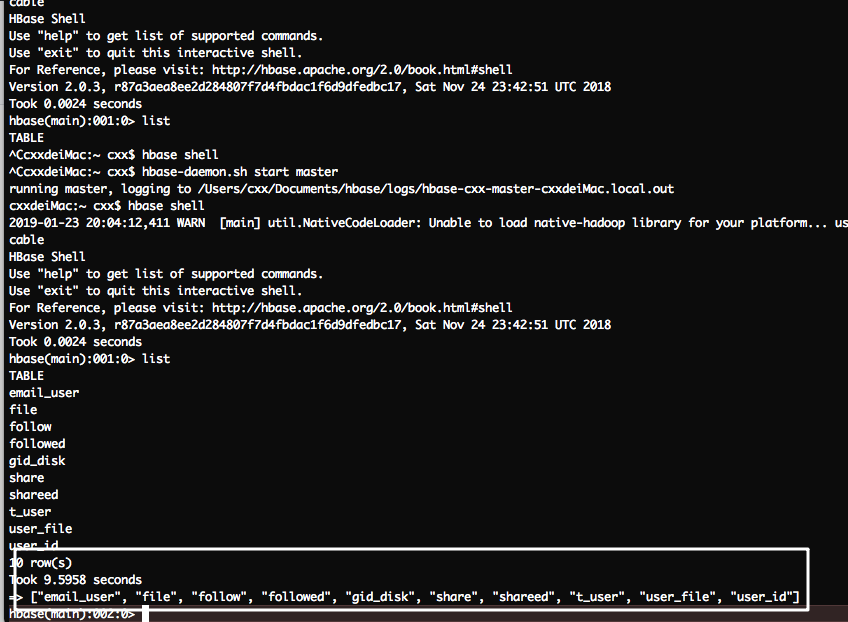 cable
HBase Shell
Use "help" to get list of supported commands.
Use "exit" to quit this interactive shell.
For Reference, please visit: http://hbase.apache.org/2.0/book.html#shell
Version 2.0.3, r87a3aea8ee2d284807f7d4fbdac1f6d9dfedbc17, Sat Nov 24 23:42:51 UTC 2018
Took 0.0024 seconds
hbase(main):001:0> list
TABLE
^CcxxdeiMac:~ cxx$ hbase shell
^CcxxdeiMac:~ cxx$ hbase-daemon.sh start master
running master, logging to /Users/cxx/Documents/hbase/logs/hbase-cxx-master-cxxdeiMac.local.out
cxxdeiMac:~ cxx$ hbase shell
2019-01-23 20:04:12,411 WARN  [main] util.NativeCodeLoader: Unable to load native-hadoop library for your platform... us
cable
HBase Shell
Use "help" to get list of supported commands.
Use "exit" to quit this interactive shell.
For Reference, please visit: http://hbase.apache.org/2.0/book.html#shell
Version 2.0.3, r87a3aea8ee2d284807f7d4fbdac1f6d9dfedbc17, Sat Nov 24 23:42:51 UTC 2018
Took 0.0024 seconds
hbase(main):001:0> list
TABLE
email_user
file
follow
followed
gid_disk
share
shareed
t_user
user_file
user_id
10 row(s)
Took 9.5958 seconds
=> ["email_user", "file", "follow", "followed", "gid_disk", "share", "shareed", "t_user", "user_file", "user_id"]
hbase(main):002:0>